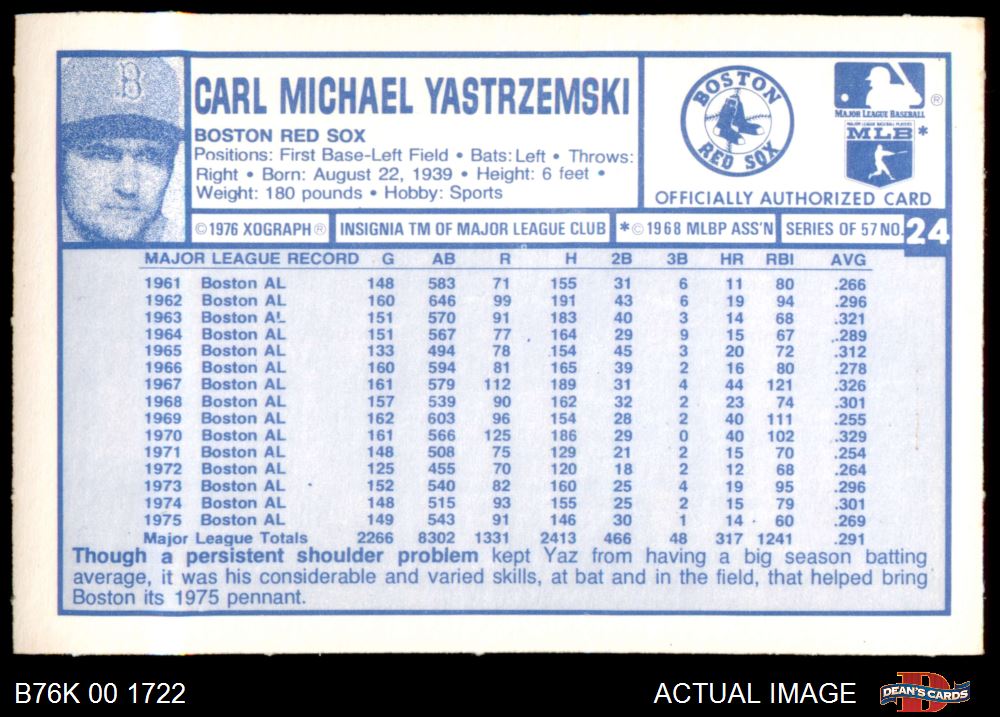 B
CARL MICHAEL YASTRZEMSKI
BOSTON RED SOX
Positions: First Base-Left Field • Bats: Left • Throws:
Right • Born: August 22, 1939 • Height: 6 feet •
Weight: 180 pounds • Hobby: Sports
BOSTON
RED SOX
®
MAJOR LEAGUE BASEBALL
MAJOR LEAGUE BASEBALL PLAYERS
MLB *
OFFICIALLY AUTHORIZED CARD
©1976 XOGRAPH® INSIGNIA TM OF MAJOR LEAGUE CLUB *©1968 MLBP ASS'N SERIES OF 57 NO. 24
MAJOR LEAGUE RECORD G AB R H 2B 3B HR RBI AVG
1961 Boston AL 148 583 71 155 31 6 11 80 .266
1962 Boston AL 160 646 99 191 43 6 19 94 .296
1963 Boston AL 151 570 91 183 40 3 14 68 .321
1964 Boston AL 151 567 77 164 29 9 15 67 .289
1965 Boston AL 133 494 78 154 45 3 20 72 .312
1966 Boston AL 160 594 81 165 39 2 16 80 .278
1967 Boston AL 161 579 112 189 31 4 44 121 .326
1968 Boston AL 157 539 90 162 32 2 23 74 .301
1969 Boston AL 162 603 96 154 28 2 40 111 .255
1970 Boston AL 161 566 125 186 29 0 40 102 .329
1971 Boston AL 148 508 75 129 21 2 15 70 .254
1972 Boston AL 125 455 70 120 18 2 12 68 .264
1973 Boston AL 152 540 82 160 25 4 19 95 .296
1974 Boston AL 148 515 93 155 25 2 15 79 .301
1975 Boston AL 149 543 91 146 30 1 14 60 .269
Major League Totals 2266 8302 1331 2413 466 48 317 1241 .291
Though a persistent shoulder problem kept Yaz from having a big season batting
average, it was his considerable and varied skills, at bat and in the field, that helped bring
Boston its 1975 pennant.
B76K 00 1722
ACTUAL IMAGE
DEAN'S CARDS